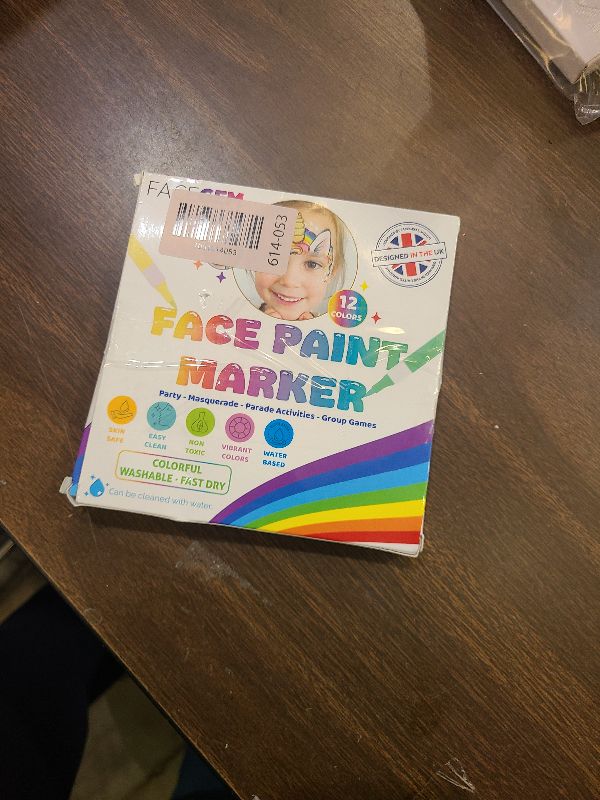 FACEGEM
614-053
DESIGNED IN THE UK
12
COLORS
FACE PAINT
MARKER
Party - Masquerade - Parade Activities - Group Games
SKIN
SAFE
EASY
CLEAN
NON
TOXIC
VIBRANT
COLORS
WATER
BASED
COLORFUL
WASHABLE · FAST DRY
Can be cleaned with water.